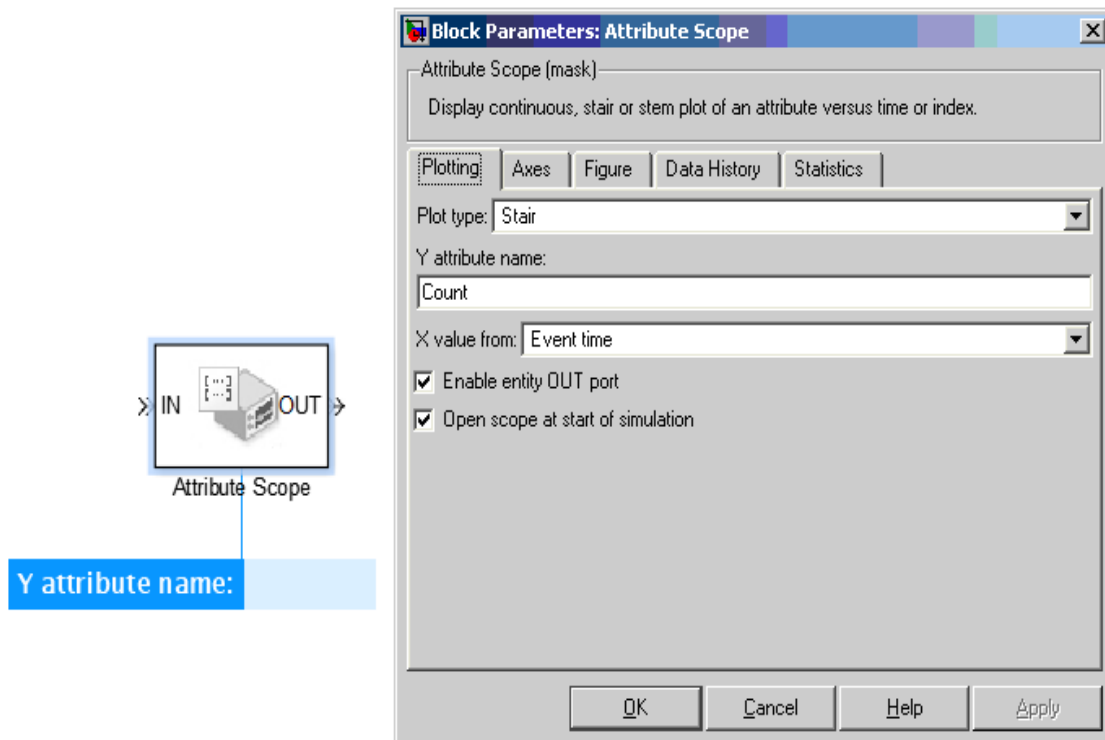 IN
OUT
Attribute Scope
Y attribute name:
Block Parameters: Attribute Scope
Attribute Scope (mask)
Display continuous, stair or stem plot of an attribute versus time or index.
Plotting Axes Figure Data History Statistics
Plot type: Stair
Y attribute name:
Count
X value from: Event time
Enable entity OUT port
Open scope at start of simulation
OK Cancel Help Apply